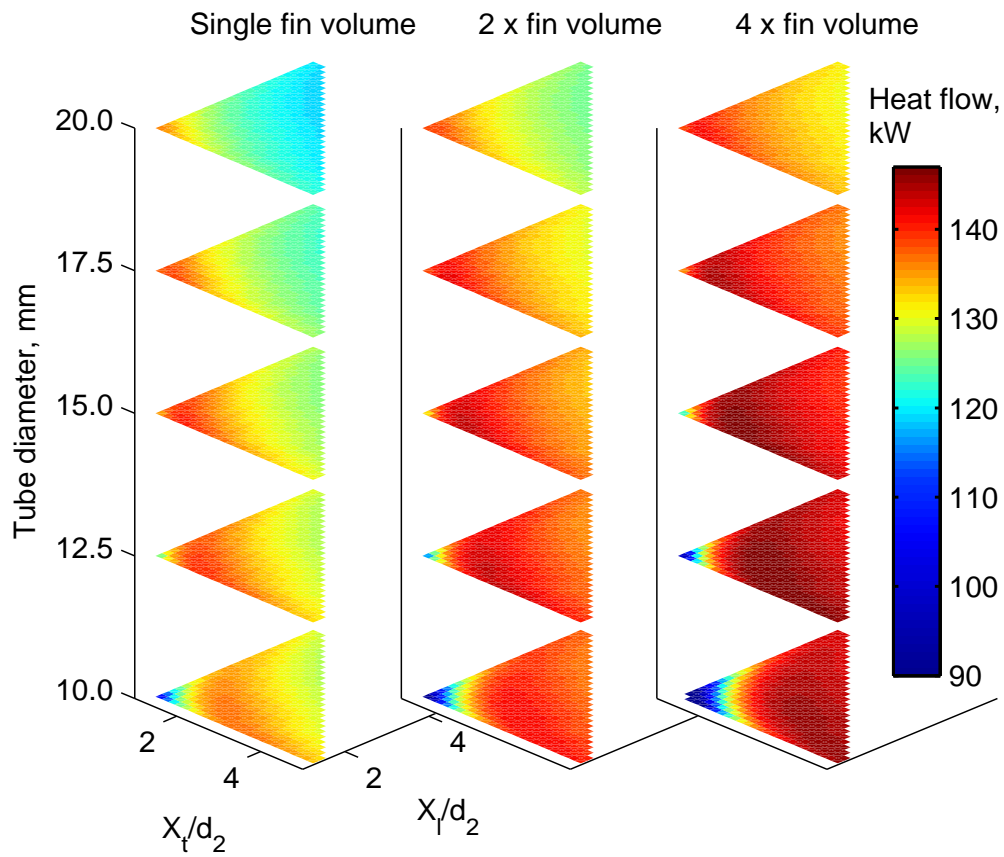 Single fin volume
2 x fin volume
4 x fin volume
Heat flow,
kW
20.0
17.5
15.0
12.5
10.0
Tube diameter, mm
140
130
120
110
100
90
2
4
X_t/d_2
2
4
X_l/d_2